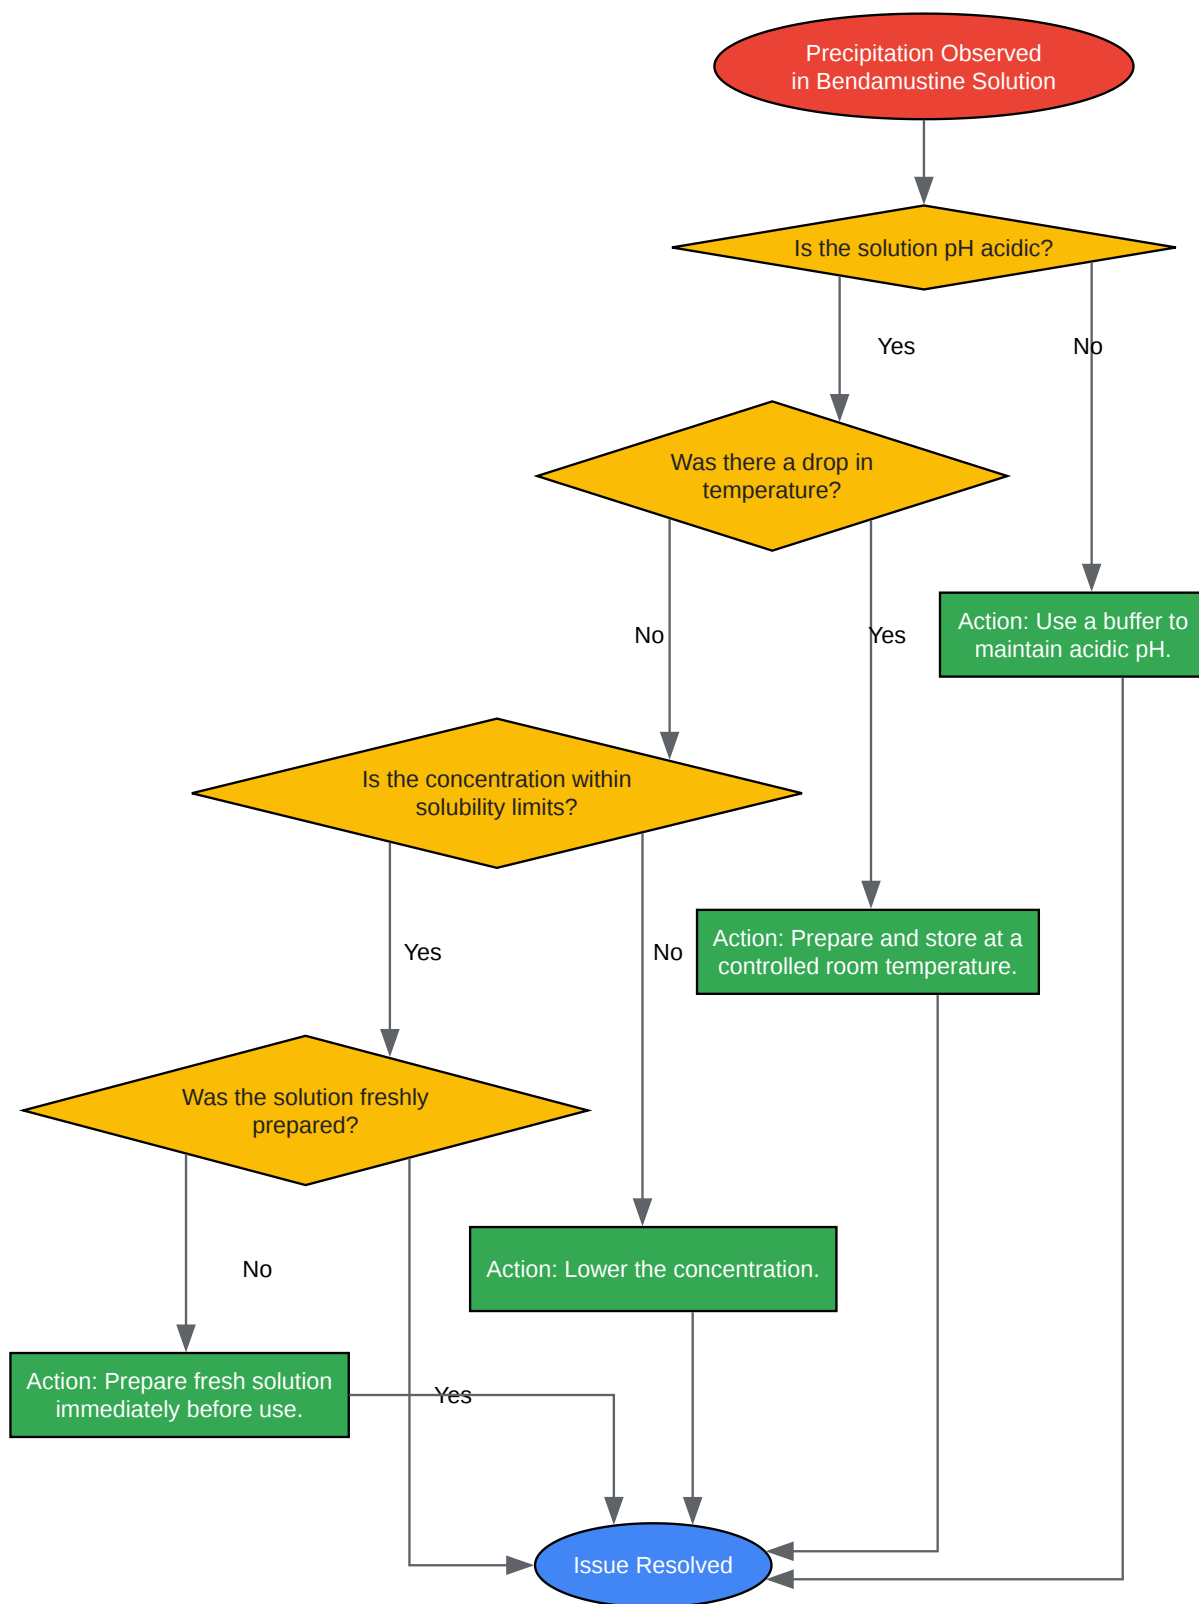 Precipitation Observed
in Bendamustine Solution
Is the solution pH acidic?
Yes
No
Was there a drop in
temperature?
Action: Use a buffer to
maintain acidic pH.
No
Yes
Is the concentration within
solubility limits?
Action: Prepare and store at a
controlled room temperature.
Yes
No
Was the solution freshly
prepared?
No
Action: Lower the concentration.
Action: Prepare fresh solution
immediately before use.
Yes
Issue Resolved